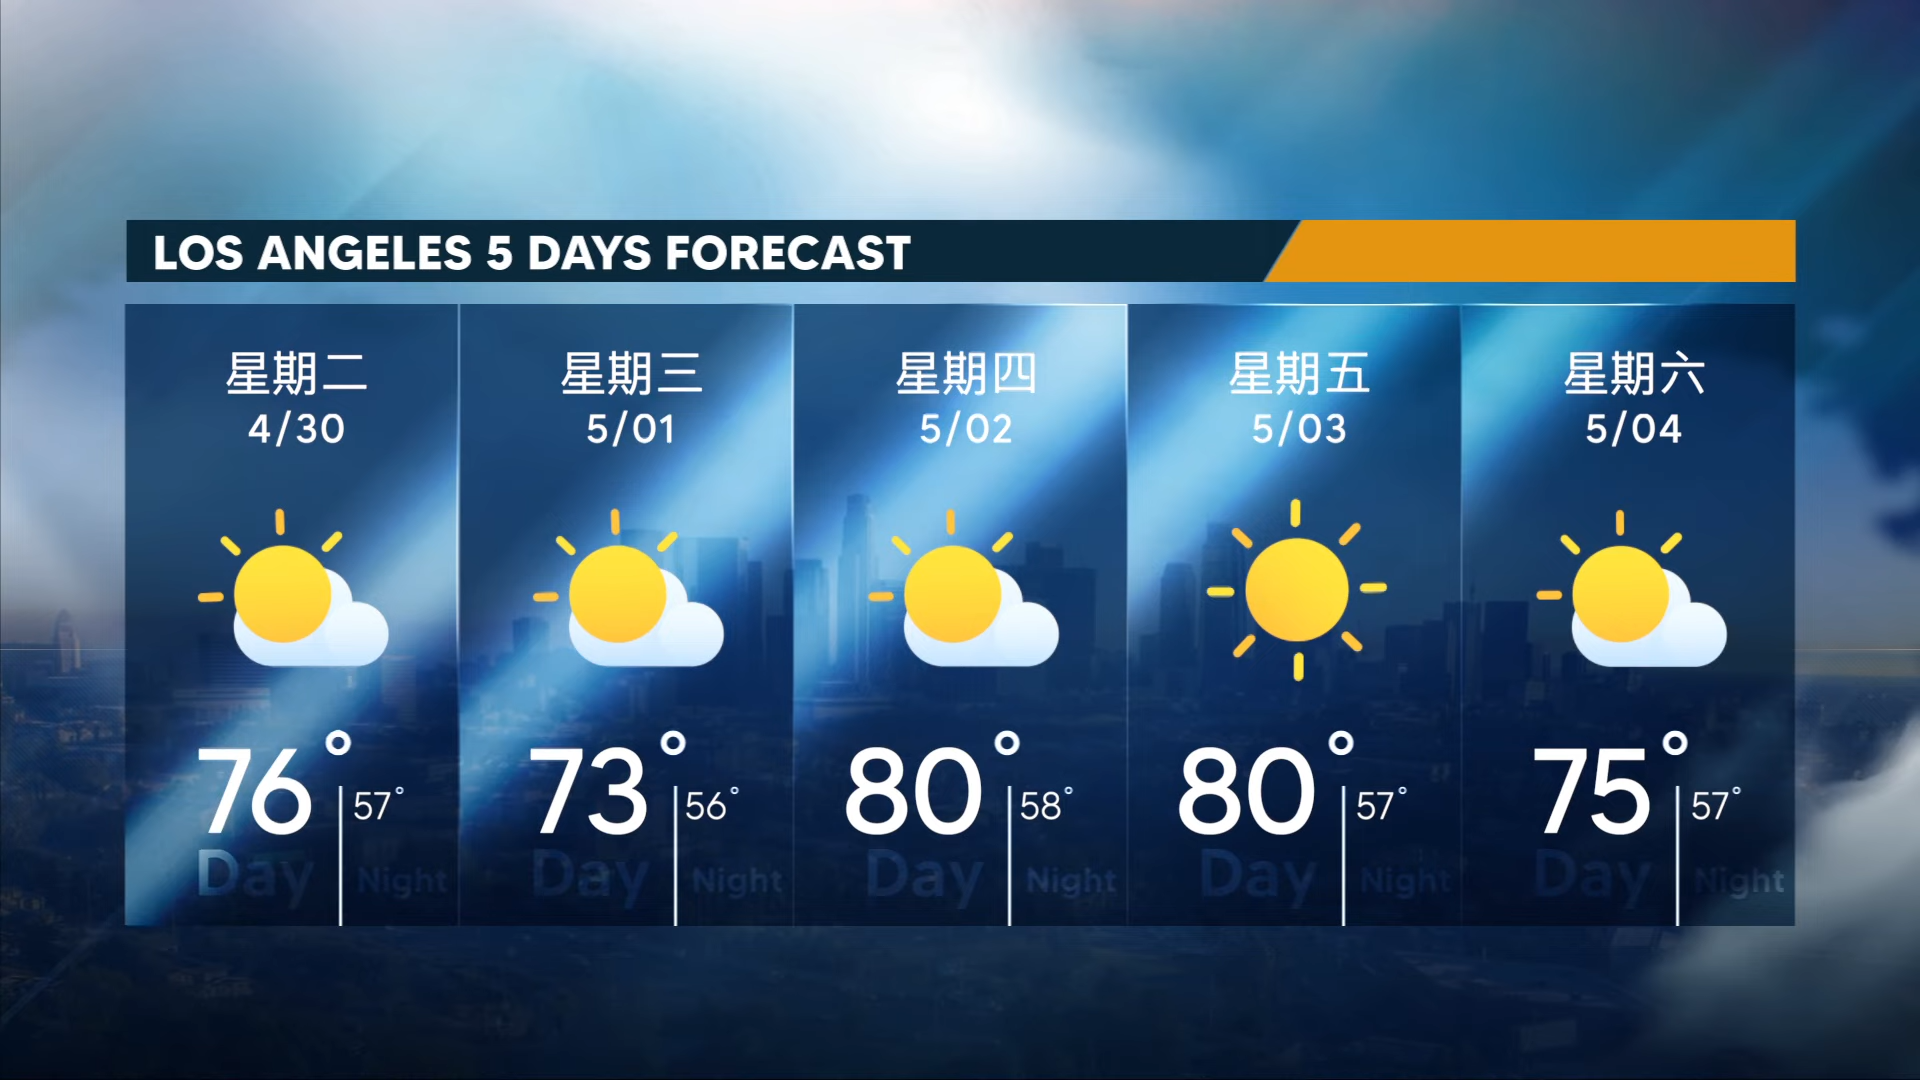 LOS ANGELES 5 DAYS FORECAST
星期二
4/30
76°
57°
Day
Night
星期三
5/01
73°
56°
Day
Night
星期四
5/02
80°
58°
Day
Night
星期五
5/03
80°
57°
Day
Night
星期六
5/04
75°
57°
Day
Night